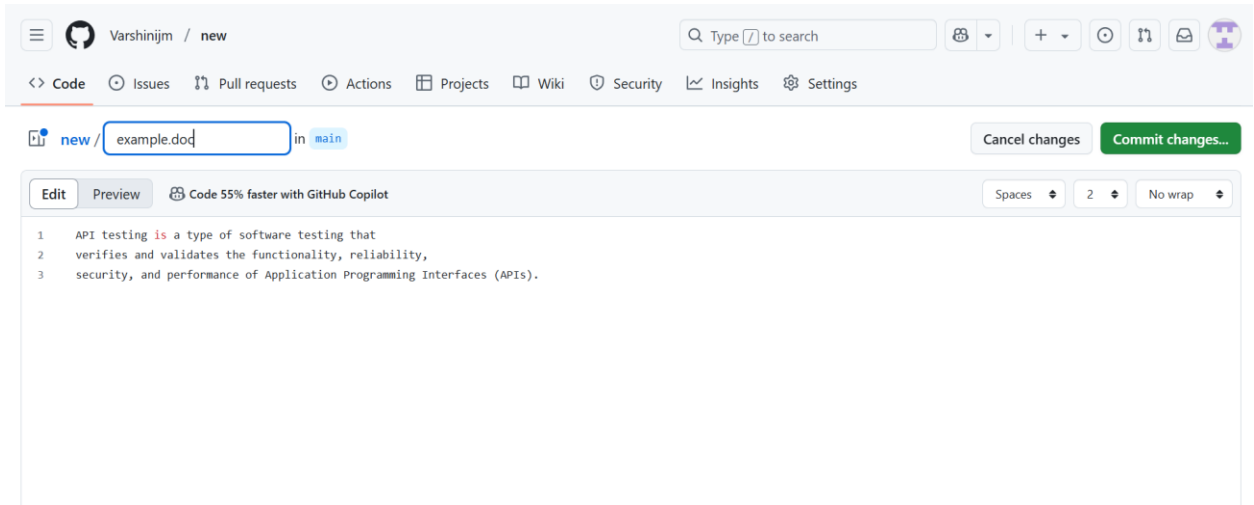 Varshinijm / new
Type / to search
Code Issues Pull requests Actions Projects Wiki Security Insights Settings
new / example.doc in main
Cancel changes Commit changes...
Edit Preview Code 55% faster with GitHub Copilot
Spaces 2 No wrap
1 API testing is a type of software testing that
2 verifies and validates the functionality, reliability,
3 security, and performance of Application Programming Interfaces (APIs).